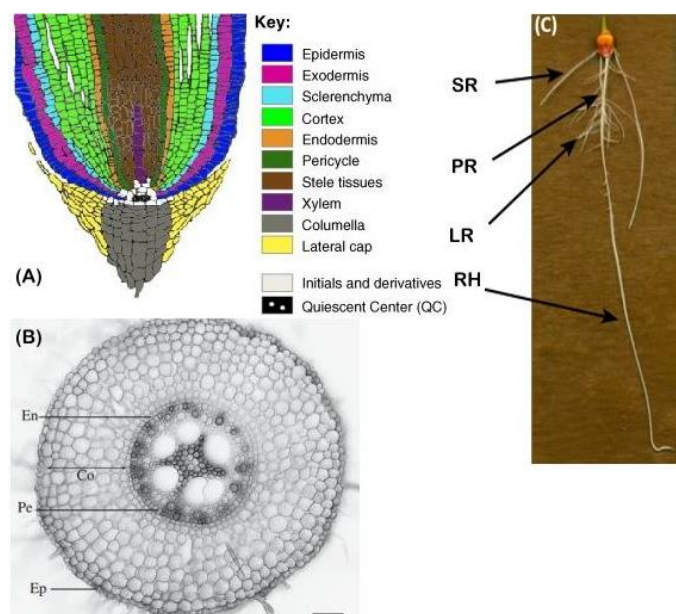 Key:
Epidermis
Exodermis
Sclerenchyma
Cortex
Endodermis
Pericycle
Stele tissues
Xylem
Columella
Lateral cap
Initials and derivatives
Quiescent Center (QC)
(A)
(B)
En
Co
Pe
Ep
(C)
SR
PR
LR
RH